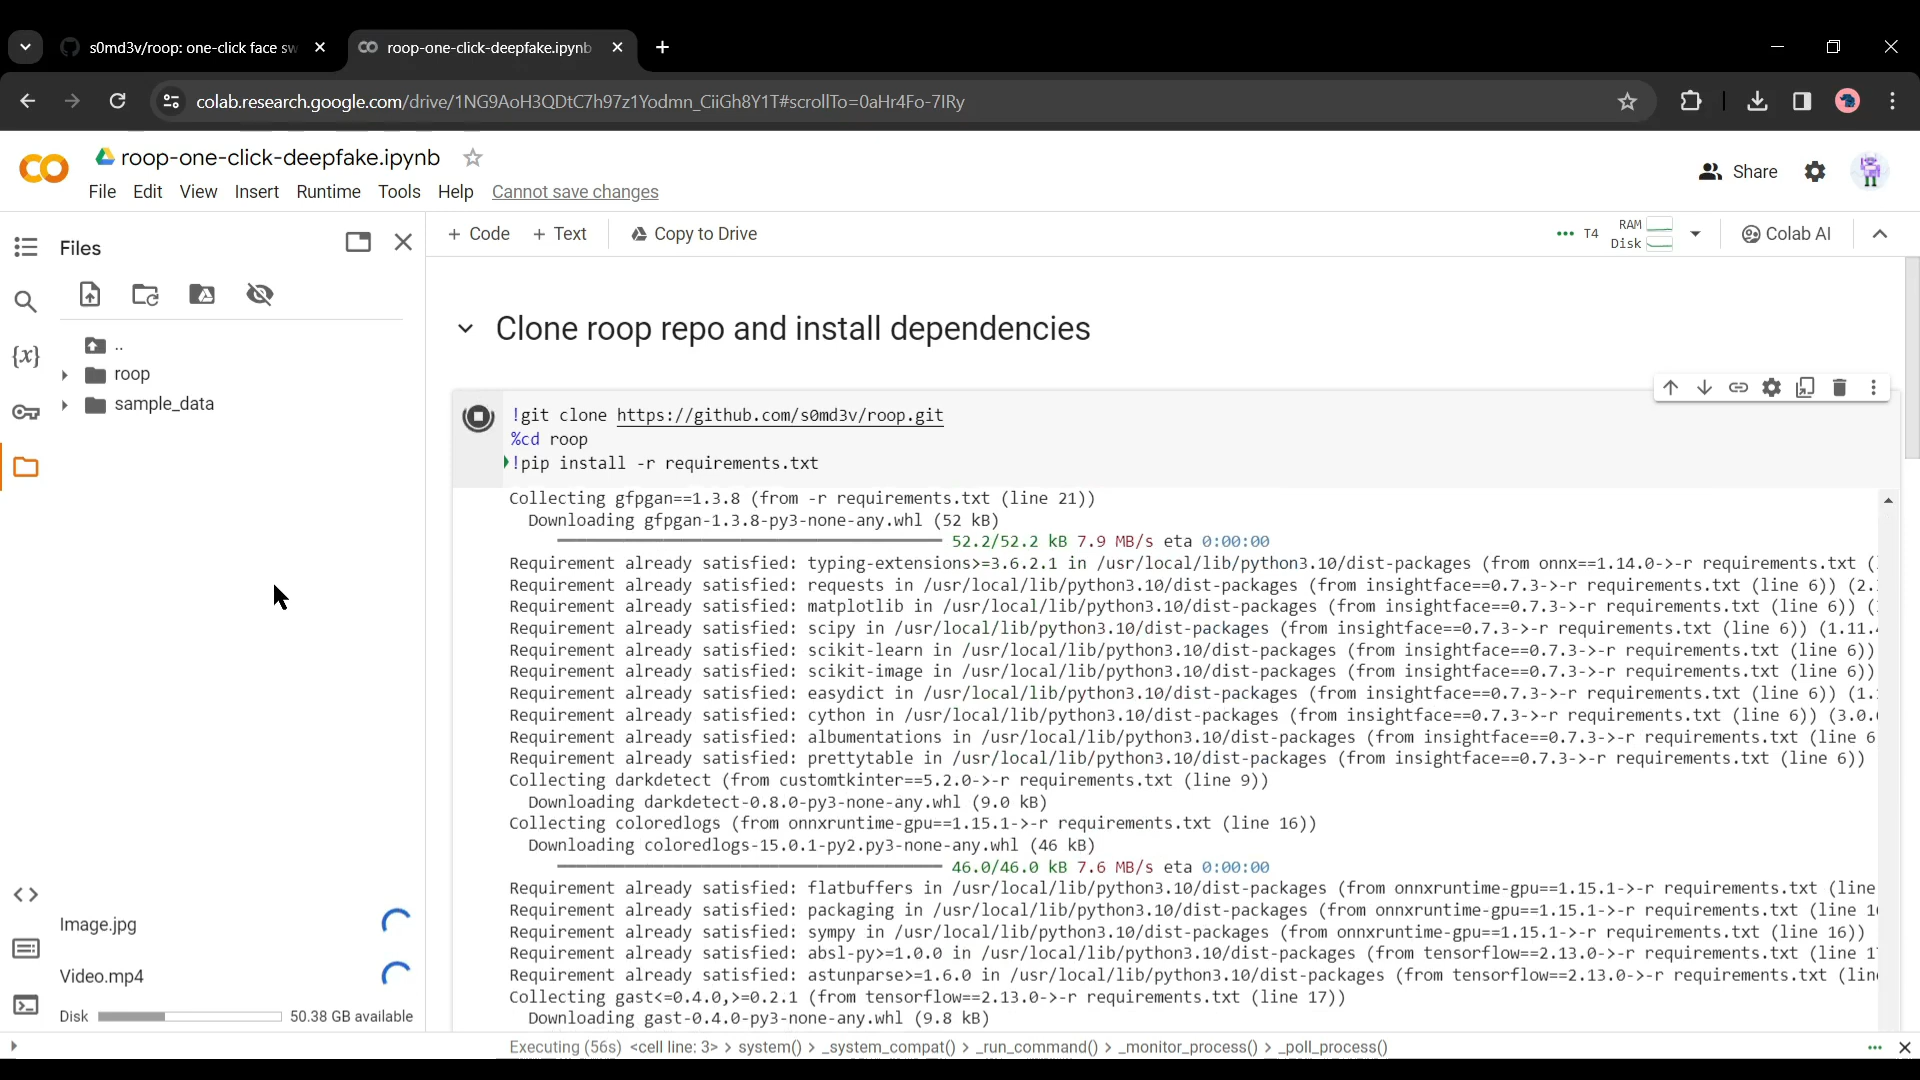 s0md3v/roop: one-click face sw
roop-one-click-deepfake.ipynb
colab.research.google.com/drive/1NG9AoH3QDtC7h97z1Yodmn_CiiGh8Y1T#scrollTo=0aHr4Fo-7IRy
roop-one-click-deepfake.ipynb
Share
File Edit View Insert Runtime Tools Help Cannot save changes
Files
+ Code + Text Copy to Drive
T4 RAM Disk Colab AI
..
roop
sample_data
{x}
Clone roop repo and install dependencies
!git clone https://github.com/s0md3v/roop.git
%cd roop
!pip install -r requirements.txt
Collecting gfpgan==1.3.8 (from -r requirements.txt (line 21))
Downloading gfpgan-1.3.8-py3-none-any.whl (52 kB)
52.2/52.2 kB 7.9 MB/s eta 0:00:00
Requirement already satisfied: typing-extensions>=3.6.2.1 in /usr/local/lib/python3.10/dist-packages (from onnx==1.14.0->-r requirements.txt (
Requirement already satisfied: requests in /usr/local/lib/python3.10/dist-packages (from insightface==0.7.3->-r requirements.txt (line 6)) (2.
Requirement already satisfied: matplotlib in /usr/local/lib/python3.10/dist-packages (from insightface==0.7.3->-r requirements.txt (line 6)) (
Requirement already satisfied: scipy in /usr/local/lib/python3.10/dist-packages (from insightface==0.7.3->-r requirements.txt (line 6)) (1.11.
Requirement already satisfied: scikit-learn in /usr/local/lib/python3.10/dist-packages (from insightface==0.7.3->-r requirements.txt (line 6))
Requirement already satisfied: scikit-image in /usr/local/lib/python3.10/dist-packages (from insightface==0.7.3->-r requirements.txt (line 6))
Requirement already satisfied: easydict in /usr/local/lib/python3.10/dist-packages (from insightface==0.7.3->-r requirements.txt (line 6)) (1.
Requirement already satisfied: cython in /usr/local/lib/python3.10/dist-packages (from insightface==0.7.3->-r requirements.txt (line 6)) (3.0.
Requirement already satisfied: albumentations in /usr/local/lib/python3.10/dist-packages (from insightface==0.7.3->-r requirements.txt (line 6
Requirement already satisfied: prettytable in /usr/local/lib/python3.10/dist-packages (from insightface==0.7.3->-r requirements.txt (line 6))
Collecting darkdetect (from customtkinter==5.2.0->-r requirements.txt (line 9))
Downloading darkdetect-0.8.0-py3-none-any.whl (9.0 kB)
Collecting coloredlogs (from onnxruntime-gpu==1.15.1->-r requirements.txt (line 16))
Downloading coloredlogs-15.0.1-py2.py3-none-any.whl (46 kB)
46.0/46.0 kB 7.6 MB/s eta 0:00:00
Requirement already satisfied: flatbuffers in /usr/local/lib/python3.10/dist-packages (from onnxruntime-gpu==1.15.1->-r requirements.txt (line
Requirement already satisfied: packaging in /usr/local/lib/python3.10/dist-packages (from onnxruntime-gpu==1.15.1->-r requirements.txt (line 1
Requirement already satisfied: sympy in /usr/local/lib/python3.10/dist-packages (from onnxruntime-gpu==1.15.1->-r requirements.txt (line 16))
Requirement already satisfied: absl-py>=1.0.0 in /usr/local/lib/python3.10/dist-packages (from tensorflow==2.13.0->-r requirements.txt (line 1
Requirement already satisfied: astunparse>=1.6.0 in /usr/local/lib/python3.10/dist-packages (from tensorflow==2.13.0->-r requirements.txt (lin
Collecting gast<=0.4.0,>=0.2.1 (from tensorflow==2.13.0->-r requirements.txt (line 17))
Downloading gast-0.4.0-py3-none-any.whl (9.8 kB)
Image.jpg
Video.mp4
Disk 50.38 GB available
Executing (56s) <cell line: 3> > system() > _system_compat() > _run_command() > _monitor_process() > _poll_process()